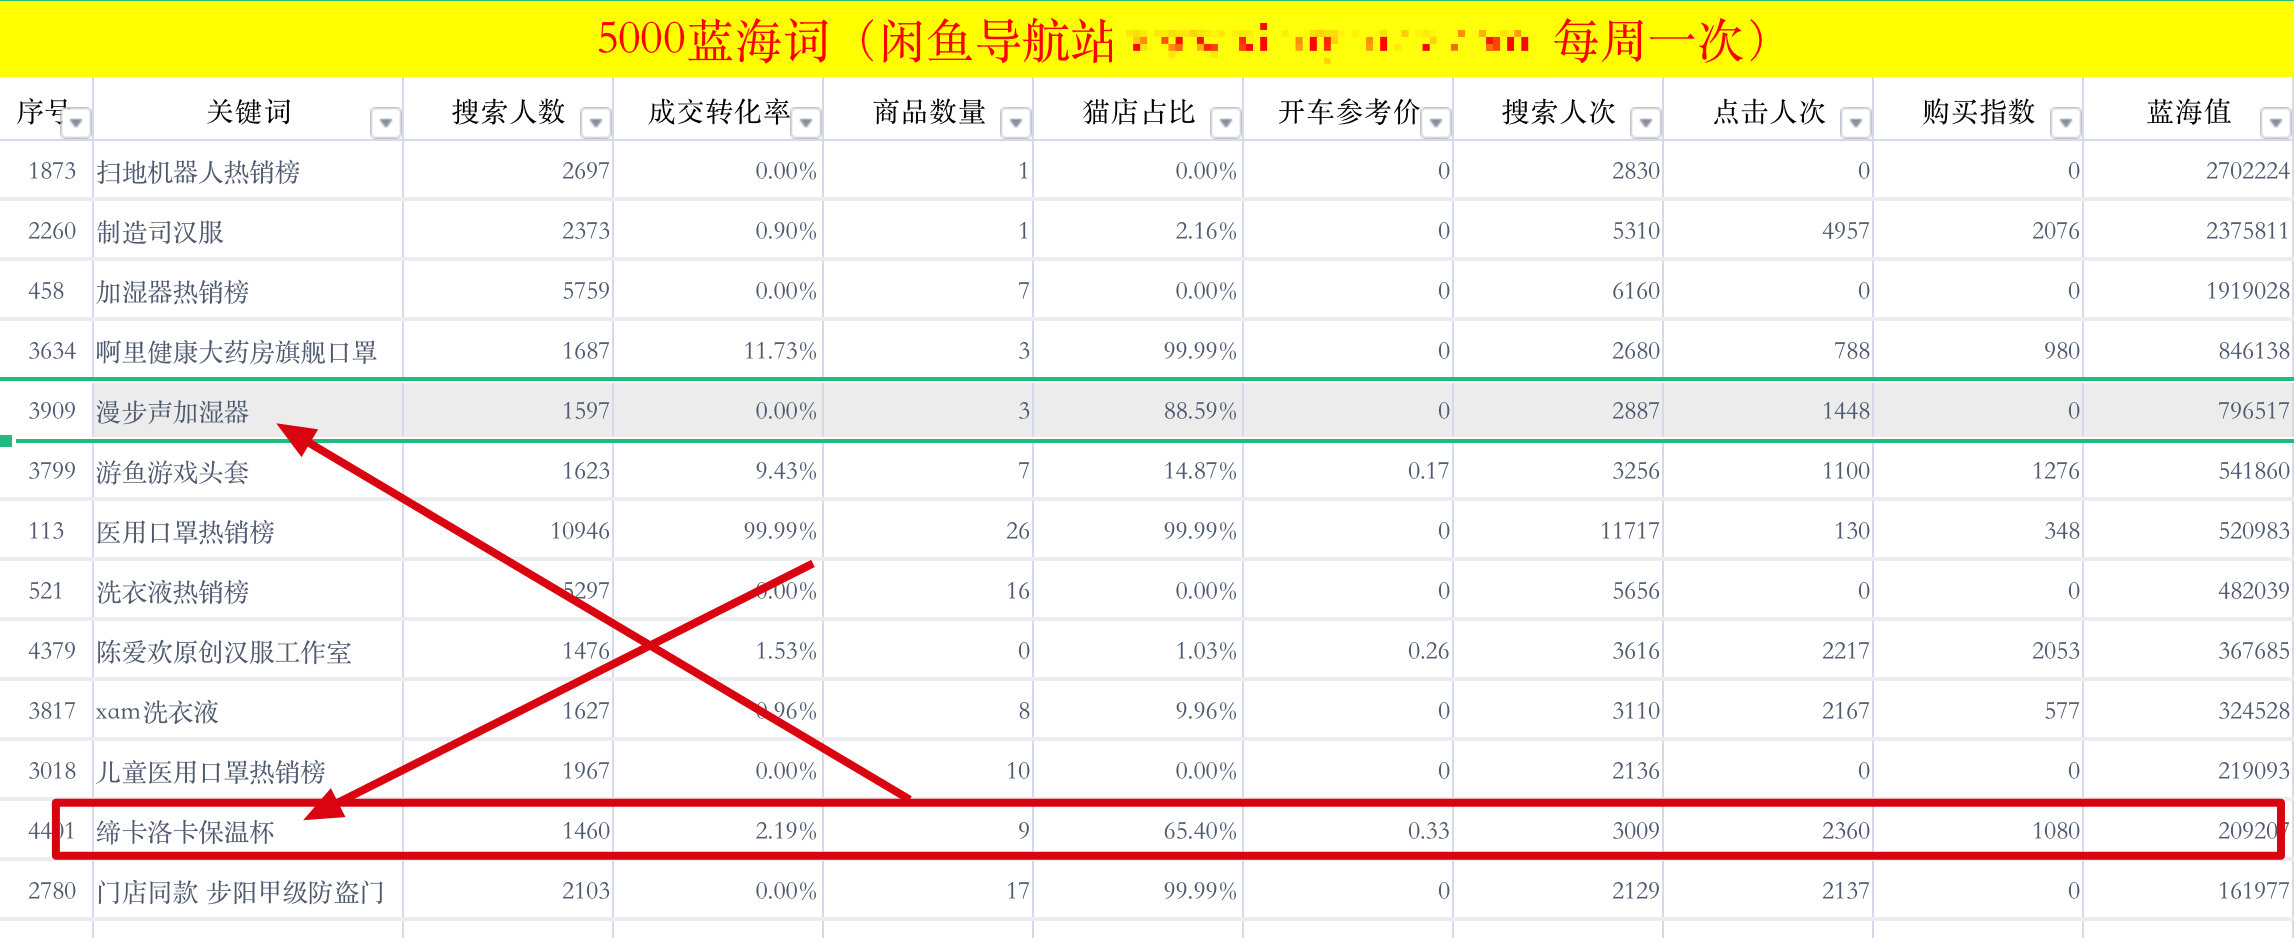 5000蓝海词（闲鱼导航站 每周一次）
序号 关键词 搜索人数 成交转化率 商品数量 猫店占比 开车参考价 搜索人次 点击人次 购买指数 蓝海值
1873 扫地机器人热销榜 2697 0.00% 1 0.00% 0 2830 0 0 2702224
2260 制造司汉服 2373 0.90% 1 2.16% 0 5310 4957 2076 2375811
458 加湿器热销榜 5759 0.00% 7 0.00% 0 6160 0 0 1919028
3634 啊里健康大药房旗舰口罩 1687 11.73% 3 99.99% 0 2680 788 980 846138
3909 漫步声加湿器 1597 0.00% 3 88.59% 0 2887 1448 0 796517
3799 游鱼游戏头套 1623 9.43% 7 14.87% 0.17 3256 1100 1276 541860
113 医用口罩热销榜 10946 99.99% 26 99.99% 0 11717 130 348 520983
521 洗衣液热销榜 5297 0.00% 16 0.00% 0 5656 0 0 482039
4379 陈爱欢原创汉服工作室 1476 1.53% 0 1.03% 0.26 3616 2217 2053 367685
3817 xam洗衣液 1627 0.96% 8 9.96% 0 3110 2167 577 324528
3018 儿童医用口罩热销榜 1967 0.00% 10 0.00% 0 2136 0 0 219093
4401 缔卡洛卡保温杯 1460 2.19% 9 65.40% 0.33 3009 2360 1080 209207
2780 门店同款 步阳甲级防盗门 2103 0.00% 17 99.99% 0 2129 2137 0 161977